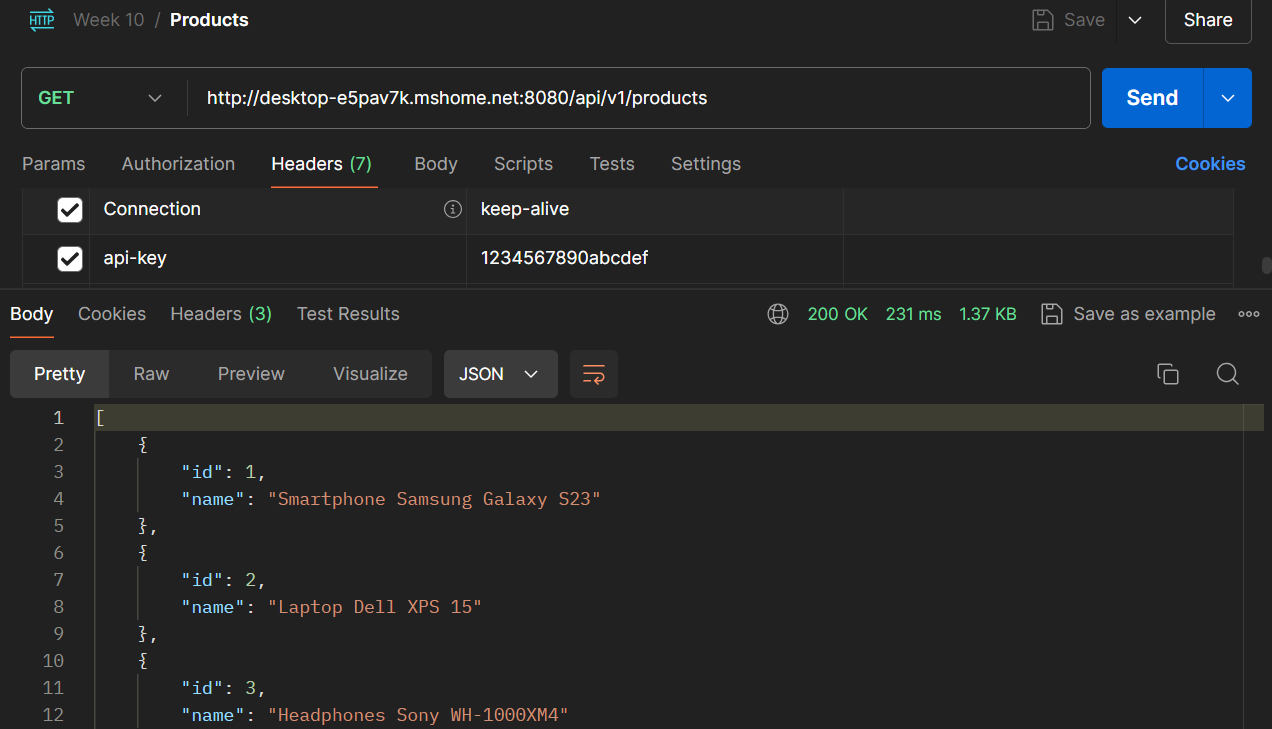 HTTP Week 10 / Products Save Share
GET http://desktop-e5pav7k.mshome.net:8080/api/v1/products Send
Params Authorization Headers (7) Body Scripts Tests Settings Cookies
Connection keep-alive
api-key 1234567890abcdef
Body Cookies Headers (3) Test Results 200 OK 231 ms 1.37 KB Save as example
Pretty Raw Preview Visualize JSON
1 [
2 {
3 "id": 1,
4 "name": "Smartphone Samsung Galaxy S23"
5 },
6 {
7 "id": 2,
8 "name": "Laptop Dell XPS 15"
9 },
10 {
11 "id": 3,
12 "name": "Headphones Sony WH-1000XM4"